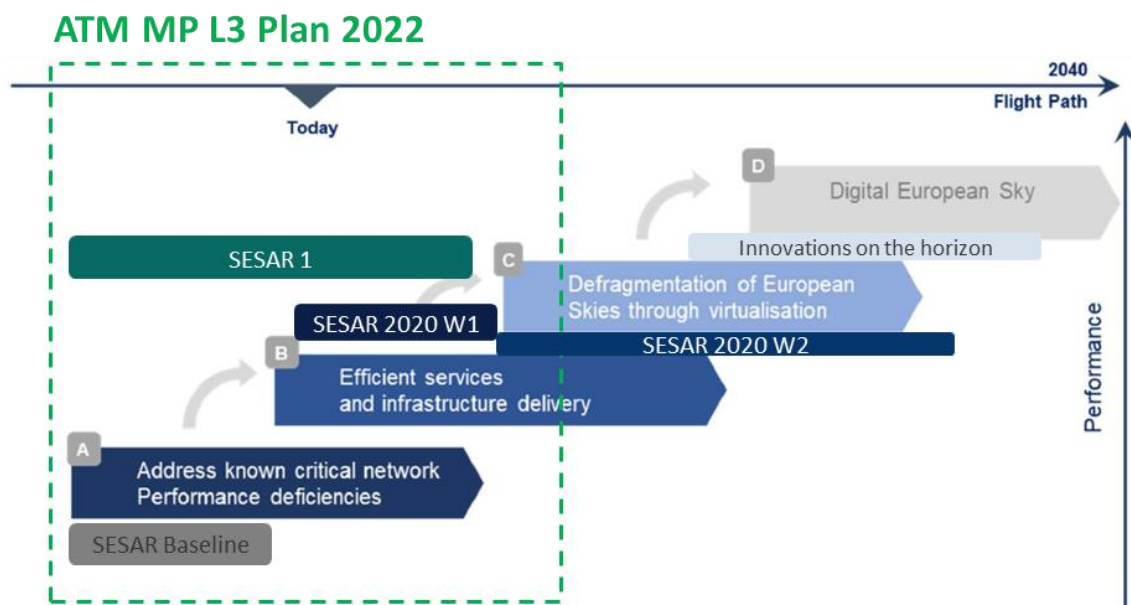 ATM MP L3 Plan 2022
2040
Flight Path
Today
D
Digital European Sky
Innovations on the horizon
SESAR 1
C
Defragmentation of European
Skies through virtualisation
SESAR 2020 W1
SESAR 2020 W2
B
Efficient services
and infrastructure delivery
Performance
A
Address known critical network
Performance deficiencies
SESAR Baseline